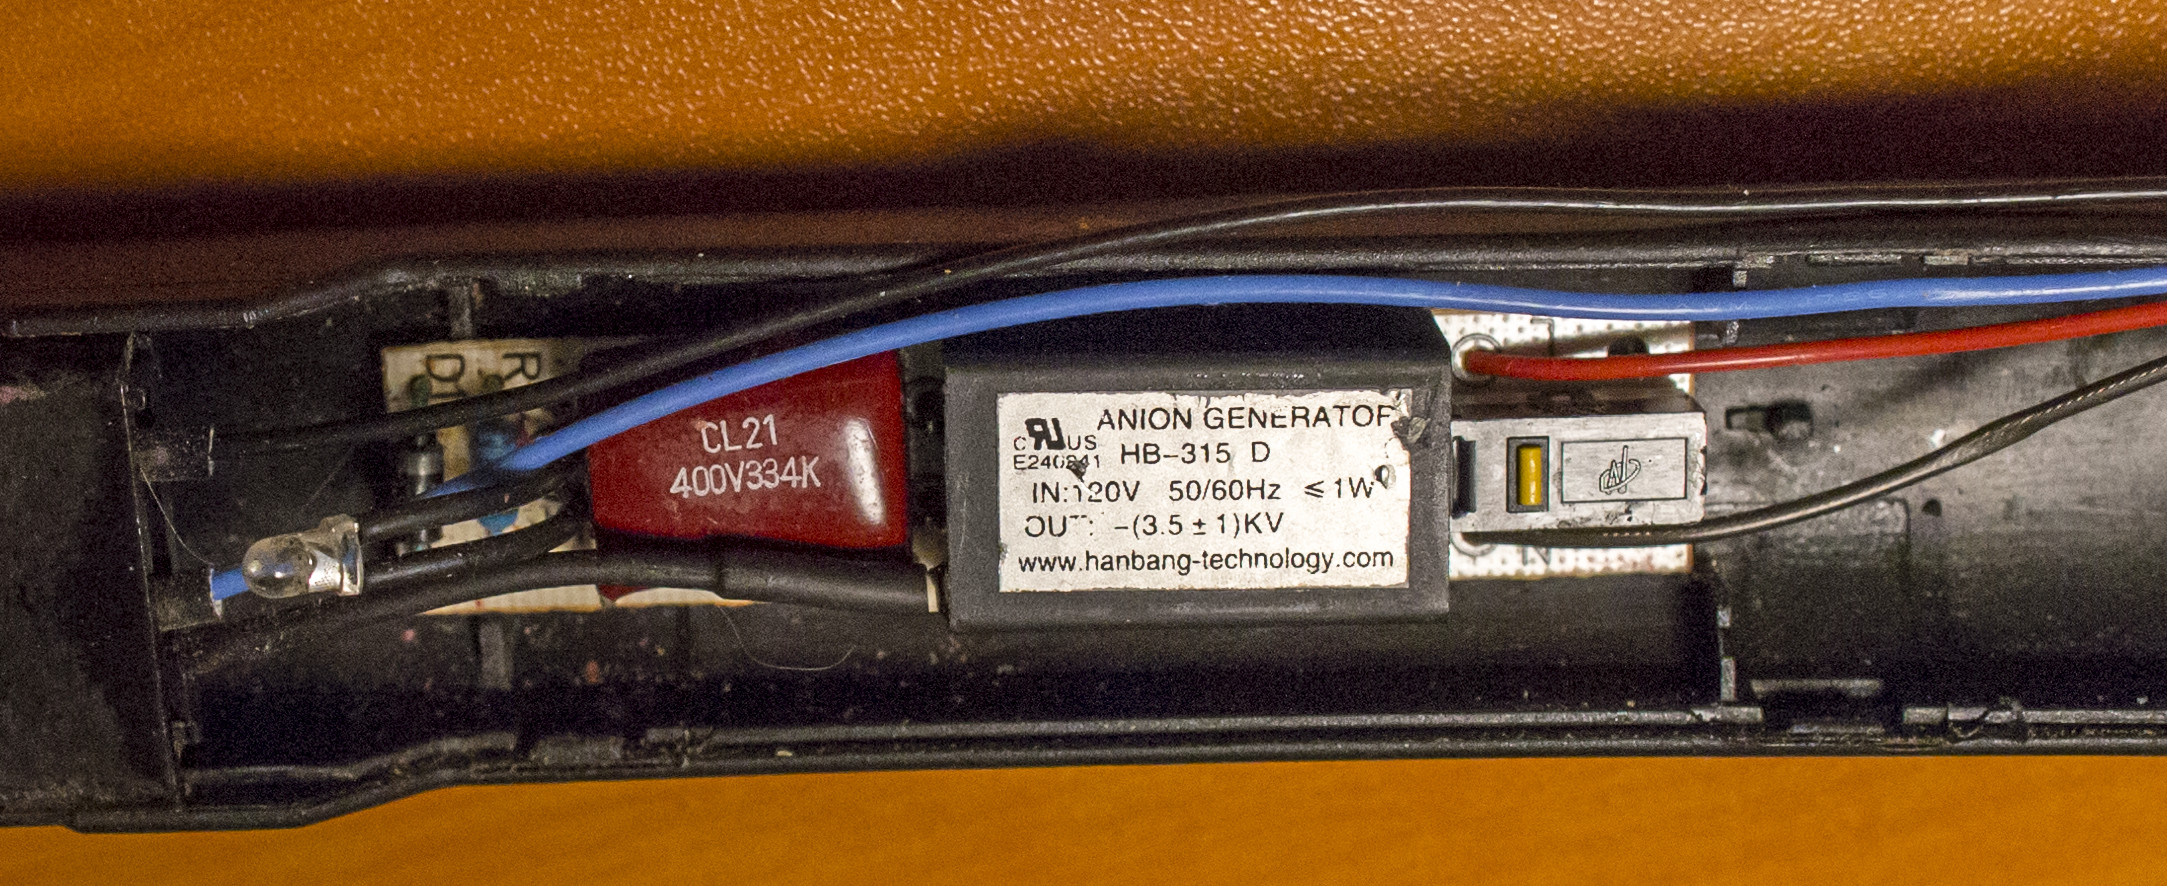 CL21
400V334K
ANION GENERATOR
C US
HB-315 D
IN:120V 50/60Hz ≤1W
OUT: -(3.5±1)KV
www.hanbang-technology.com